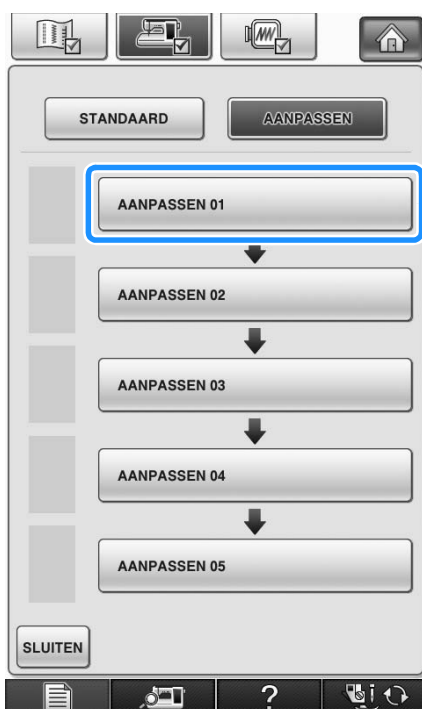 STANDAARD AANPASSEN
AANPASSEN 01
AANPASSEN 02
AANPASSEN 03
AANPASSEN 04
AANPASSEN 05
SLUITEN
?